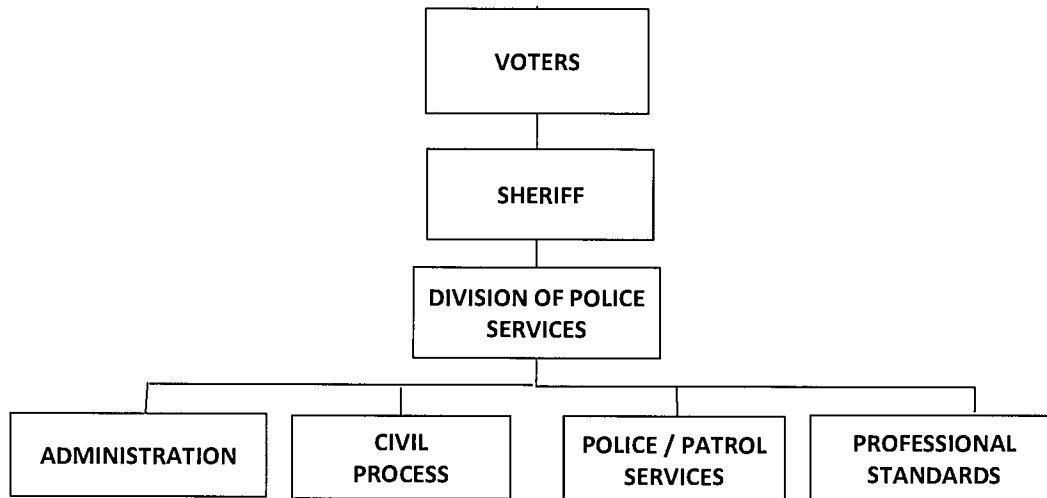 VOTERS
SHERIFF
DIVISION OF POLICE
SERVICES
ADMINISTRATION
CIVIL
PROCESS
POLICE / PATROL
SERVICES
PROFESSIONAL
STANDARDS